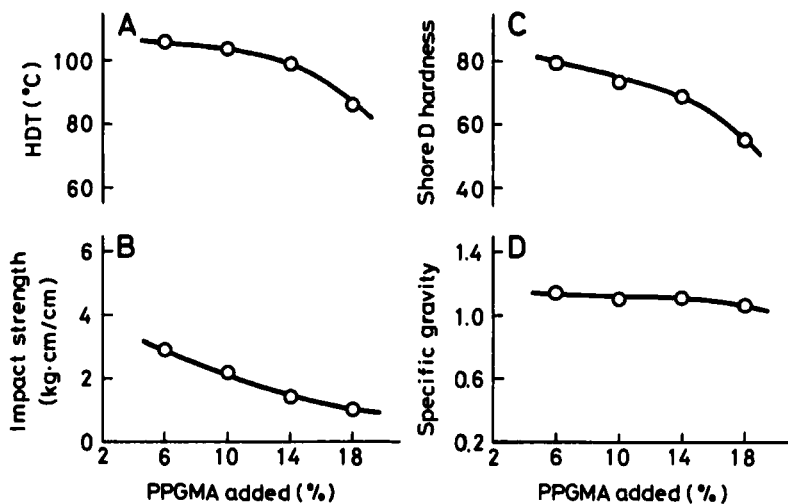 A
HDT (°C)
100
80
60
B
Impact strength
(kg·cm/cm)
6
4
2
0
2 6 10 14 18
PPGMA added (%)
C
Shore D hardness
80
60
40
D
Specific gravity
1.4
1.0
0.6
0.2
2 6 10 14 18
PPGMA added (%)